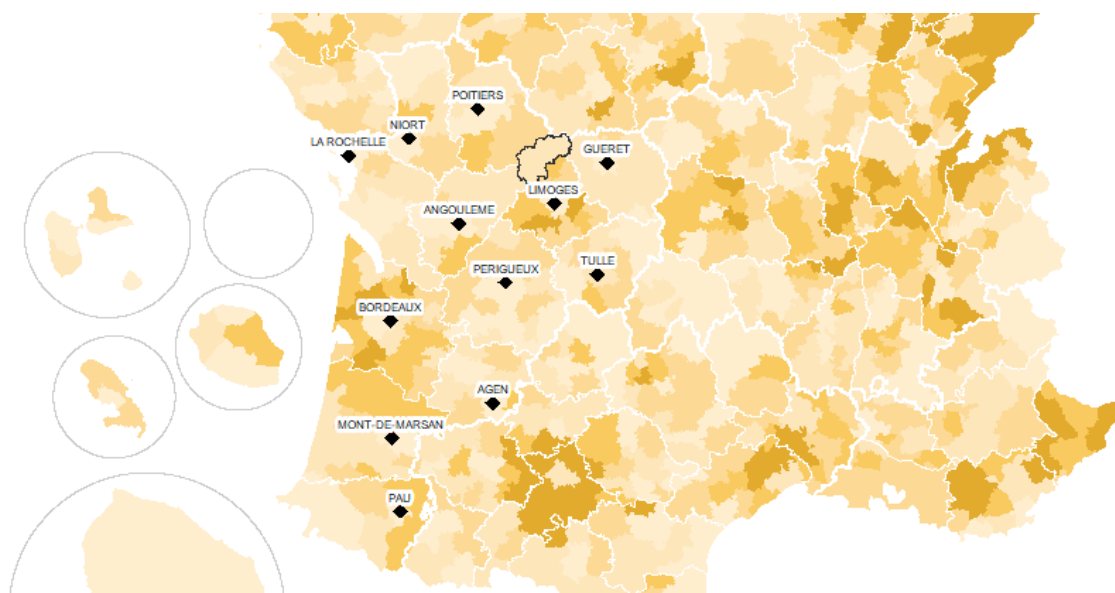 POITIERS
NIORT
LA ROCHELLE
GUERET
LIMOGES
ANGOULEME
PERIGUEUX
TULLE
BORDEAUX
AGEN
MONT-DE-MARSAN
PAU